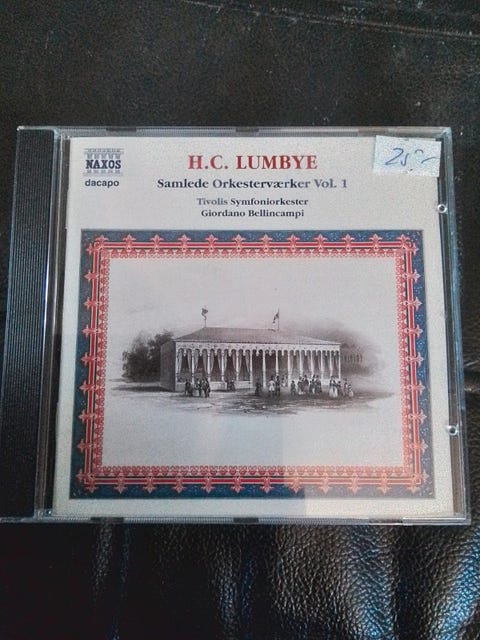 NAXOS
dacapo
H.C. LUMBYE
25,-
Samlede Orkesterværker Vol. 1
Tivolis Symfoniorkester
Giordano Bellincampi